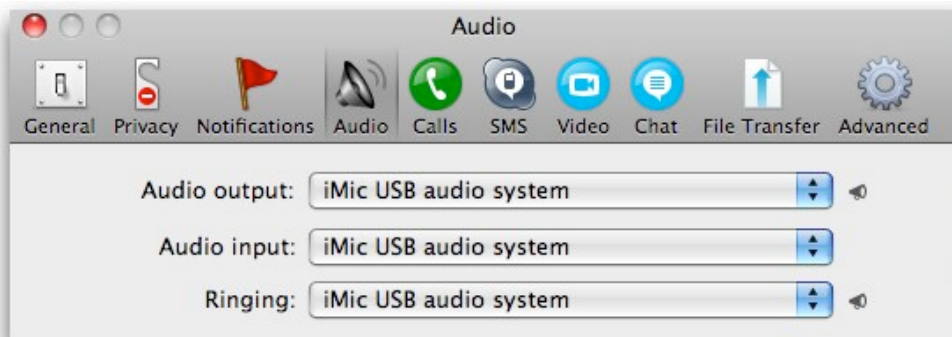 Audio
General Privacy Notifications Audio Calls SMS Video Chat File Transfer Advanced
Audio output: iMic USB audio system
Audio input: iMic USB audio system
Ringing: iMic USB audio system